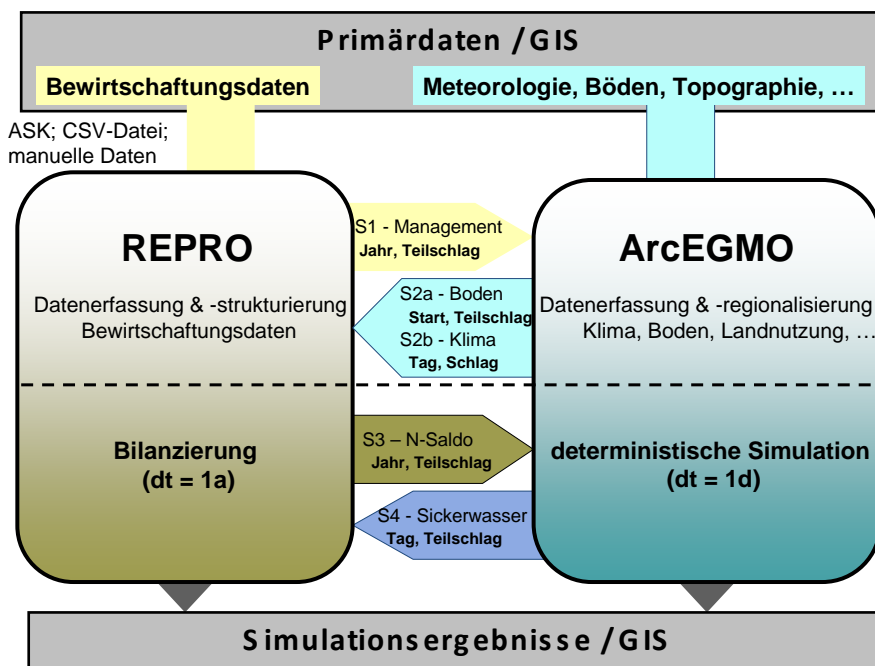 Primärdaten / GIS
Bewirtschaftungsdaten
Meteorologie, Böden, Topographie, …
ASK; CSV-Datei;
manuelle Daten
REPRO
Datenerfassung & -strukturierung
Bewirtschaftungsdaten
Bilanzierung
(dt = 1a)
S1 - Management
Jahr, Teilschlag
S2a - Boden
Start, Teilschlag
S2b - Klima
Tag, Schlag
S3 – N-Saldo
Jahr, Teilschlag
S4 - Sickerwasser
Tag, Teilschlag
ArcEGMO
Datenerfassung & -regionalisierung
Klima, Boden, Landnutzung, …
deterministische Simulation
(dt = 1d)
Simulationsergebnisse / GIS